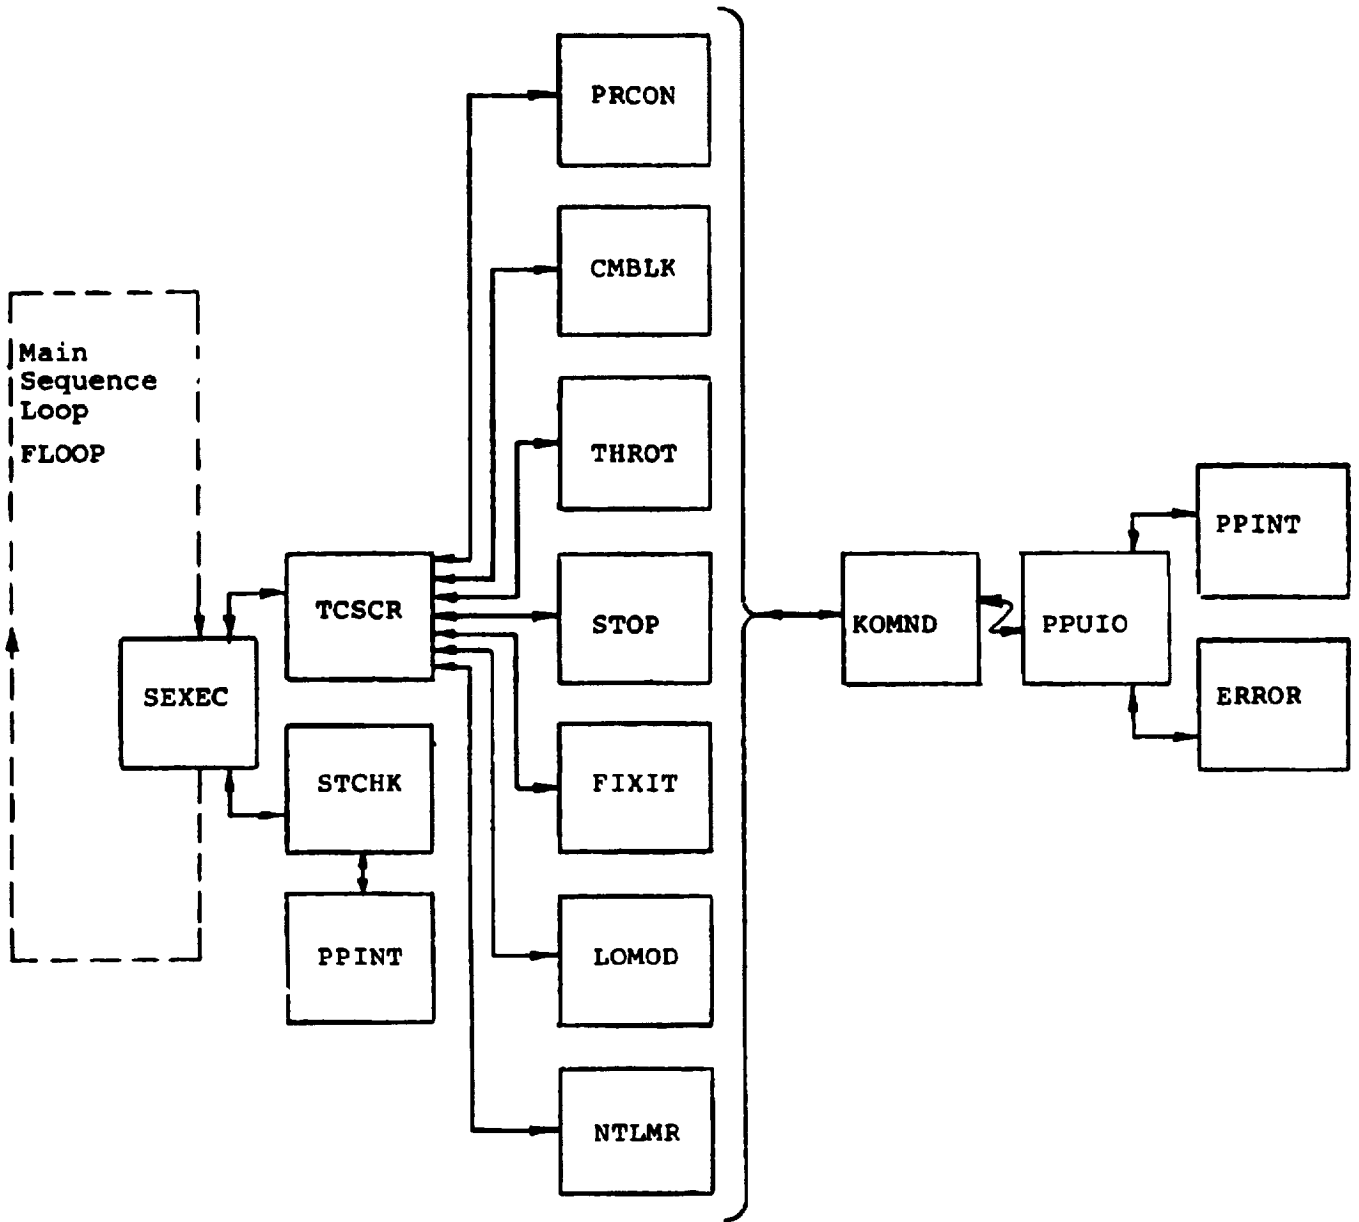 PRCON
CMBLK
Main
Sequence
Loop
FLOOP
THROT
TCSCR
STOP
KOMND
PPUIO
PPINT
ERROR
SEXEC
STCHK
FIXIT
PPINT
LOMOD
NTLMR